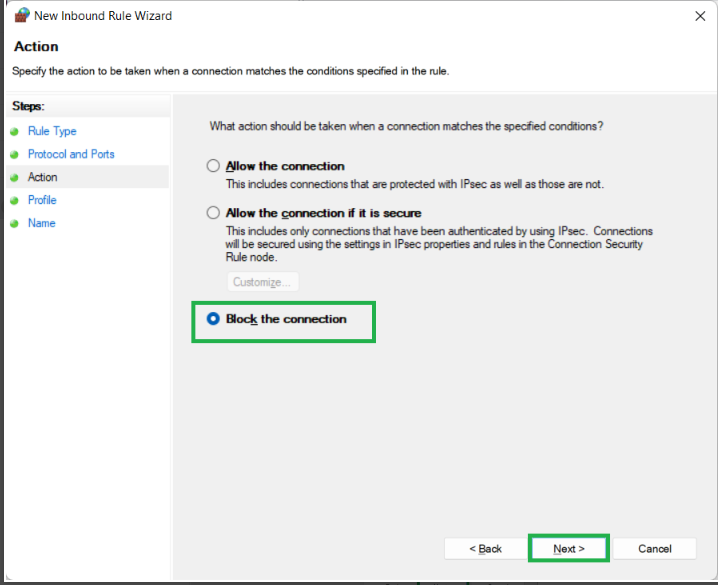 New Inbound Rule Wizard
Action
Specify the action to be taken when a connection matches the conditions specified in the rule.
Steps:
Rule Type
Protocol and Ports
Action
Profile
Name
What action should be taken when a connection matches the specified conditions?
Allow the connection
This includes connections that are protected with IPsec as well as those are not.
Allow the connection if it is secure
This includes only connections that have been authenticated by using IPsec. Connections
will be secured using the settings in IPsec properties and rules in the Connection Security
Rule node.
Customize...
Block the connection
< Back
Next >
Cancel